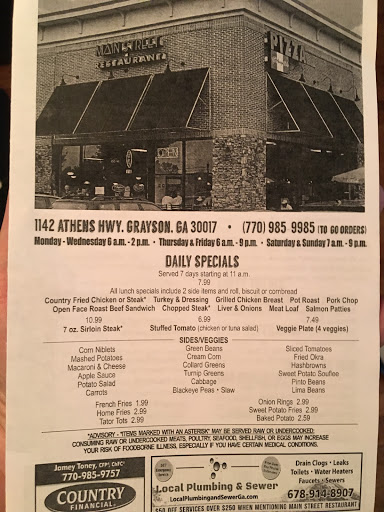 MAIN STREET
RESTAURANT
PIZZA
OPEN
1142 ATHENS HWY. GRAYSON, GA 30017 • (770) 985 9985 (TO GO ORDERS)
Monday - Wednesday 6 a.m. - 2 p.m. • Thursday & Friday 6 a.m. - 9 p.m. • Saturday & Sunday 7 a.m. - 9 p.m.
DAILY SPECIALS
Served 7 days starting at 11 a.m.
7.99
All lunch specials include 2 side items and roll, biscuit or cornbread
Country Fried Chicken or Steak* Turkey & Dressing Grilled Chicken Breast Pot Roast Pork Chop
Open Face Roast Beef Sandwich Chopped Steak* Liver & Onions Meat Loaf Salmon Patties
10.99 6.99 7.49
7 oz. Sirloin Steak* Stuffed Tomato (chicken or tuna salad) Veggie Plate (4 veggies)
SIDES/VEGGIES
Corn Niblets Green Beans Sliced Tomatoes
Mashed Potatoes Cream Corn Fried Okra
Macaroni & Cheese Collard Greens Hashbrowns
Apple Sauce Turnip Greens Sweet Potato Souflee
Potato Salad Cabbage Pinto Beans
Carrots Blackeye Peas • Slaw Lima Beans
French Fries 1.99 Onion Rings 2.99
Home Fries 2.99 Sweet Potato Fries 2.99
Tator Tots 2.99 Baked Potato 2.59
*ADVISORY - *ITEMS MARKED WITH AN ASTERISK* MAY BE SERVED RAW OR UNDERCOOKED:
CONSUMING RAW OR UNDERCOOKED MEATS, POULTRY, SEAFOOD, SHELLFISH, OR EGGS MAY INCREASE
YOUR RISK OF FOODBORNE ILLNESS, ESPECIALLY IF YOU HAVE CERTAIN MEDICAL CONDITIONS.
Jamey Toney, CFP®, ChFC®
770-985-9757
COUNTRY
FINANCIAL
Local Plumbing & Sewer
LocalPlumbingandSewerGa.com
Drain Clogs • Leaks
Toilets • Water Heaters
Faucets • Sewers
678-914-8907
$50 OFF SERVICES OVER $250 WHEN MENTIONING MAIN STREET RESTAURANT